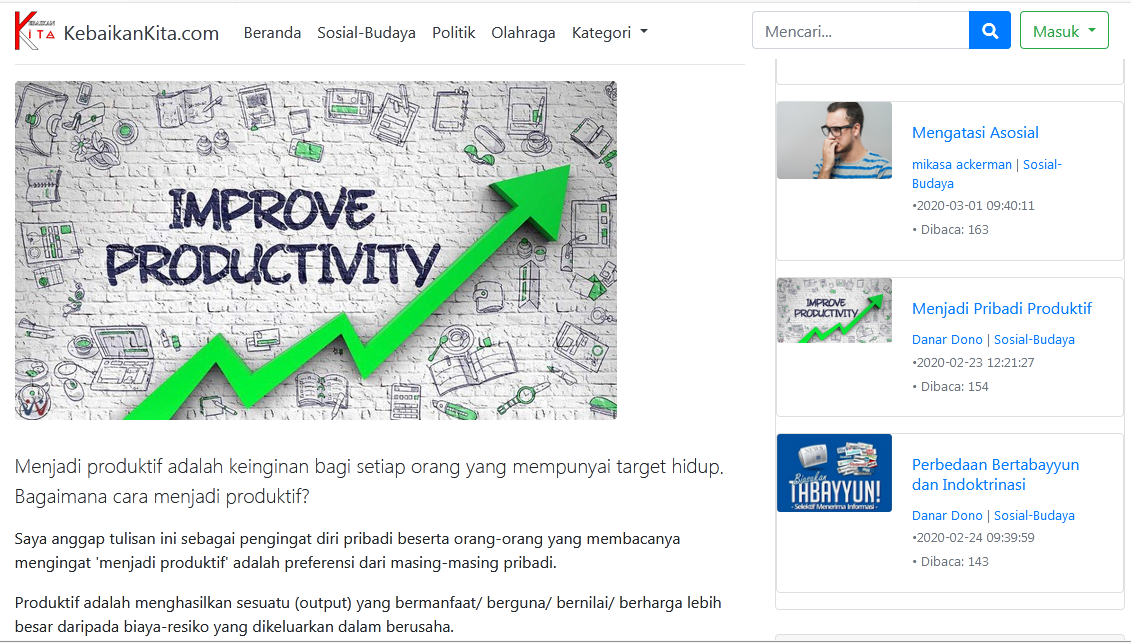 KEBAIKAN
KITA
KebaikanKita.com
Beranda
Sosial-Budaya
Politik
Olahraga
Kategori
Mencari...
Masuk
IMPROVE
PRODUCTIVITY
Menjadi produktif adalah keinginan bagi setiap orang yang mempunyai target hidup.
Bagaimana cara menjadi produktif?
Saya anggap tulisan ini sebagai pengingat diri pribadi beserta orang-orang yang membacanya
mengingat 'menjadi produktif' adalah preferensi dari masing-masing pribadi.
Produktif adalah menghasilkan sesuatu (output) yang bermanfaat/ berguna/ bernilai/ berharga lebih
besar daripada biaya-resiko yang dikeluarkan dalam berusaha.
Mengatasi Asosial
mikasa ackerman | Sosial-
Budaya
•2020-03-01 09:40:11
• Dibaca: 163
IMPROVE
PRODUCTIVITY
Menjadi Pribadi Produktif
Danar Dono | Sosial-Budaya
•2020-02-23 12:21:27
• Dibaca: 154
NEWS
TABAYYUN!
- Selektif Menerima Informasi -
Perbedaan Bertabayyun
dan Indoktrinasi
Danar Dono | Sosial-Budaya
•2020-02-24 09:39:59
• Dibaca: 143